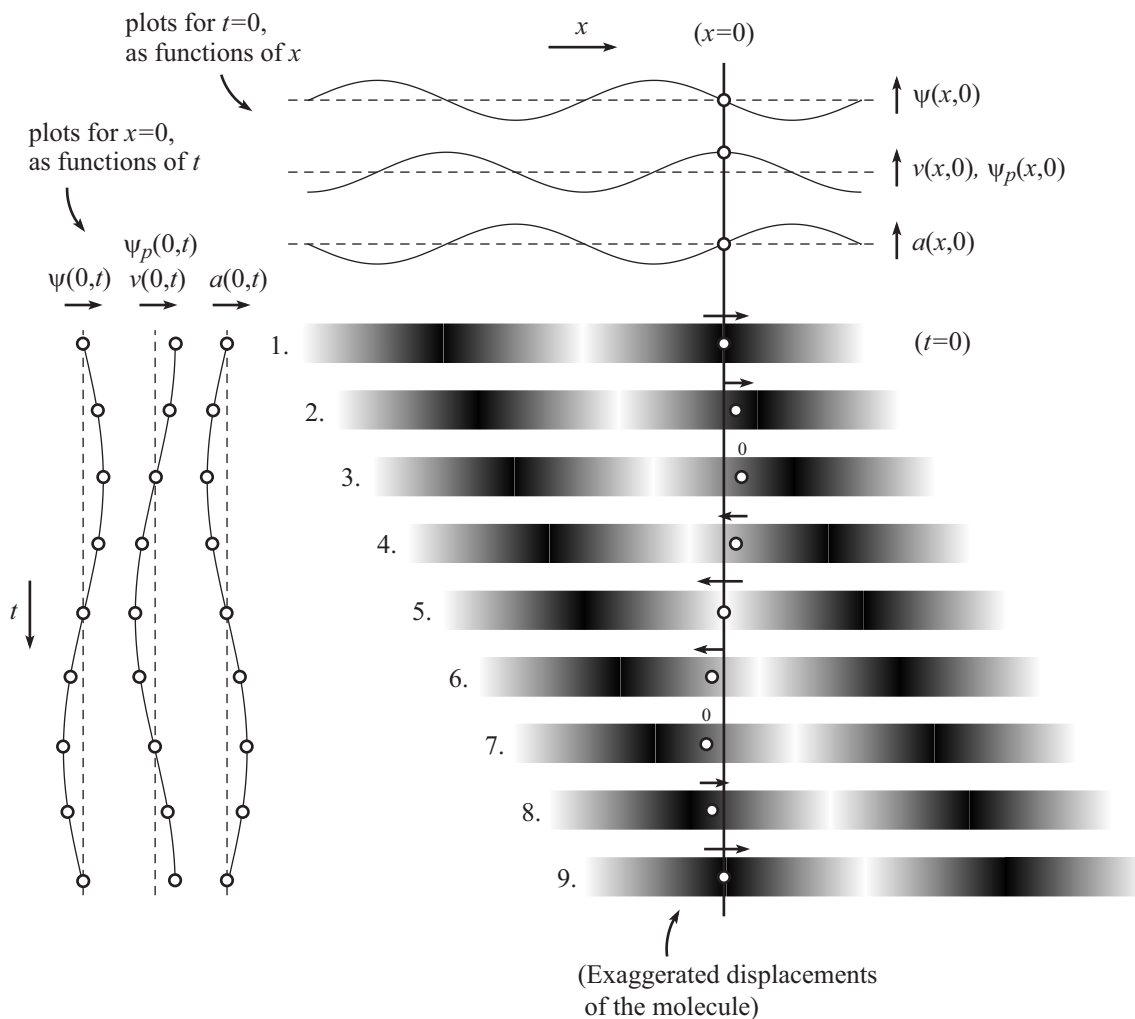 plots for t=0,
as functions of x
x
(x=0)
ψ(x,0)
plots for x=0,
as functions of t
v(x,0), ψₚ(x,0)
a(x,0)
ψₚ(0,t)
ψ(0,t) v(0,t) a(0,t)
1.
(t=0)
2.
0
3.
4.
t
5.
6.
0
7.
8.
9.
(Exaggerated displacements
of the molecule)